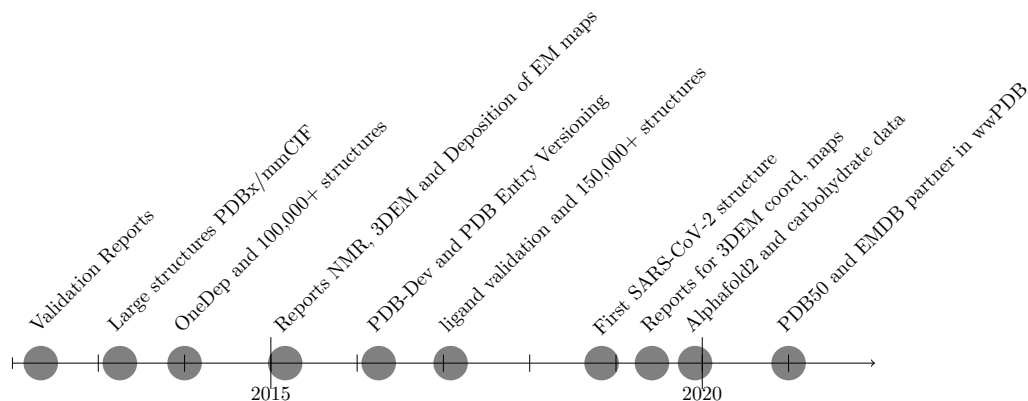 Validation Reports
Large structures PDBx/mmCIF
OneDep and 100,000+ structures
Reports NMR, 3DEM and Deposition of EM maps
PDB-Dev and PDB Entry Versioning
ligand validation and 150,000+ structures
First SARS-CoV-2 structure
Reports for 3DEM coord, maps
Alphafold2 and carbohydrate data
PDB50 and EMDB partner in wwPDB
2015
2020